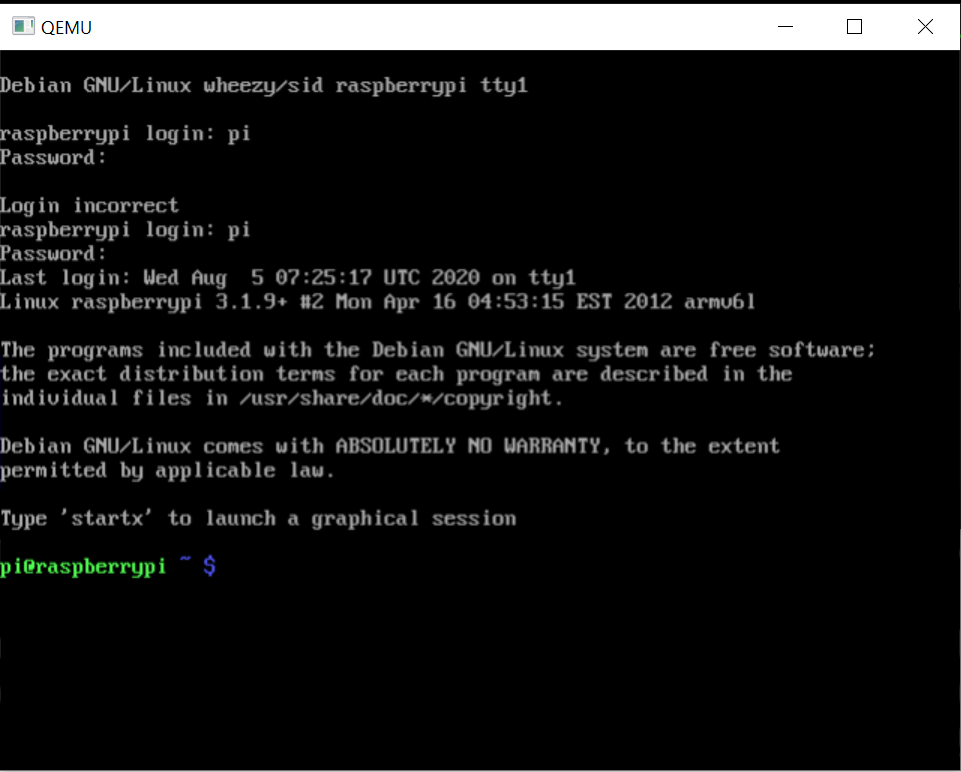 QEMU
Debian GNU/Linux wheezy/sid raspberrypi tty1
raspberrypi login: pi
Password:
Login incorrect
raspberrypi login: pi
Password:
Last login: Wed Aug  5 07:25:17 UTC 2020 on tty1
Linux raspberrypi 3.1.9+ #2 Mon Apr 16 04:53:15 EST 2012 armv6l
The programs included with the Debian GNU/Linux system are free software;
the exact distribution terms for each program are described in the
individual files in /usr/share/doc/*/copyright.
Debian GNU/Linux comes with ABSOLUTELY NO WARRANTY, to the extent
permitted by applicable law.
Type 'startx' to launch a graphical session
pi@raspberrypi ~ $